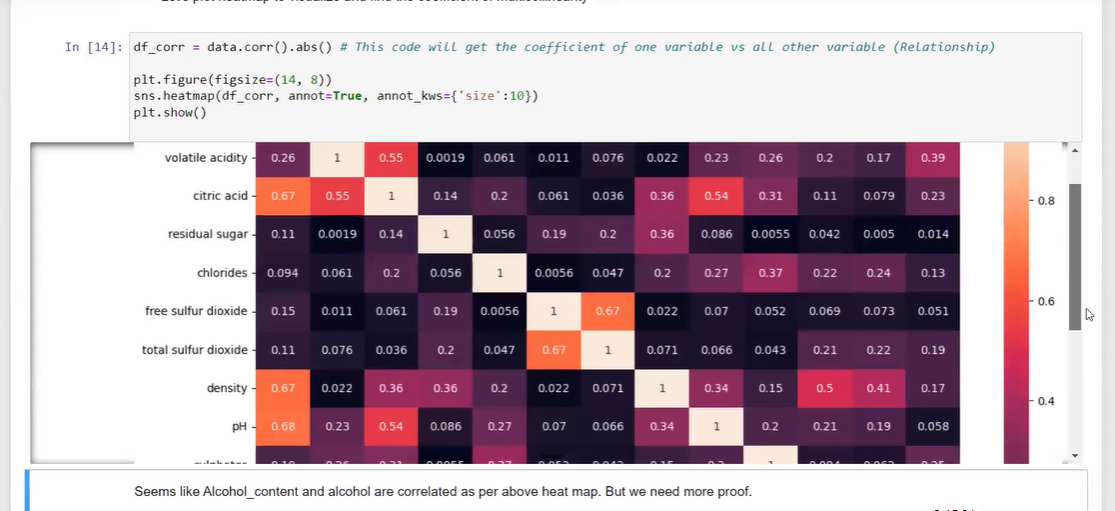 In [14]: df_corr = data.corr().abs() # This code will get the coefficient of one variable vs all other variable (Relationship)
plt.figure(figsize=(14, 8))
sns.heatmap(df_corr, annot=True, annot_kws={'size':10})
plt.show()
volatile acidity - 0.26 1 0.55 0.0019 0.061 0.011 0.076 0.022 0.23 0.26 0.2 0.17 0.39
citric acid - 0.67 0.55 1 0.14 0.2 0.061 0.036 0.36 0.54 0.31 0.11 0.079 0.23 - 0.8
residual sugar - 0.11 0.0019 0.14 1 0.056 0.19 0.2 0.36 0.086 0.0055 0.042 0.005 0.014
chlorides - 0.094 0.061 0.2 0.056 1 0.0056 0.047 0.2 0.27 0.37 0.22 0.24 0.13
free sulfur dioxide - 0.15 0.011 0.061 0.19 0.0056 1 0.67 0.022 0.07 0.052 0.069 0.073 0.051 - 0.6
total sulfur dioxide - 0.11 0.076 0.036 0.2 0.047 0.67 1 0.071 0.066 0.043 0.21 0.22 0.19
density - 0.67 0.022 0.36 0.36 0.2 0.022 0.071 1 0.34 0.15 0.5 0.41 0.17 - 0.4
pH - 0.68 0.23 0.54 0.086 0.27 0.07 0.066 0.34 1 0.2 0.21 0.19 0.058
Seems like Alcohol_content and alcohol are correlated as per above heat map. But we need more proof.